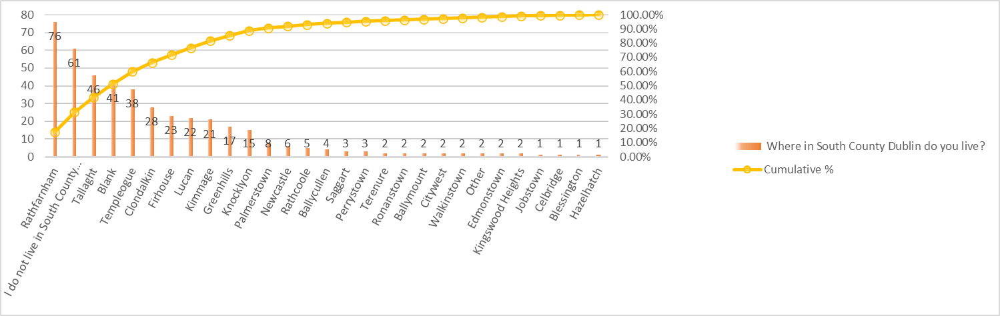 80
70
60
50
40
30
20
10
0
100.00%
90.00%
80.00%
70.00%
60.00%
50.00%
40.00%
30.00%
20.00%
10.00%
0.00%
76
61
46
41
38
28
23
22
21
17
15
8
6
5
4
3
3
2
2
2
2
2
2
2
2
1
1
1
1
Rathfarnham
I do not live in South County...
Tallaght
Blank
Templeogue
Clondalkin
Firhouse
Lucan
Kimmage
Greenhills
Knocklyon
Palmerstown
Newcastle
Rathcoole
Ballycullen
Saggart
Perrystown
Terenure
Ronanstown
Ballymount
Citywest
Walkinstown
Other
Edmonstown
Kingswood Heights
Jobstown
Celbridge
Blessington
Hazelhatch
Where in South County Dublin do you live?
Cumulative %